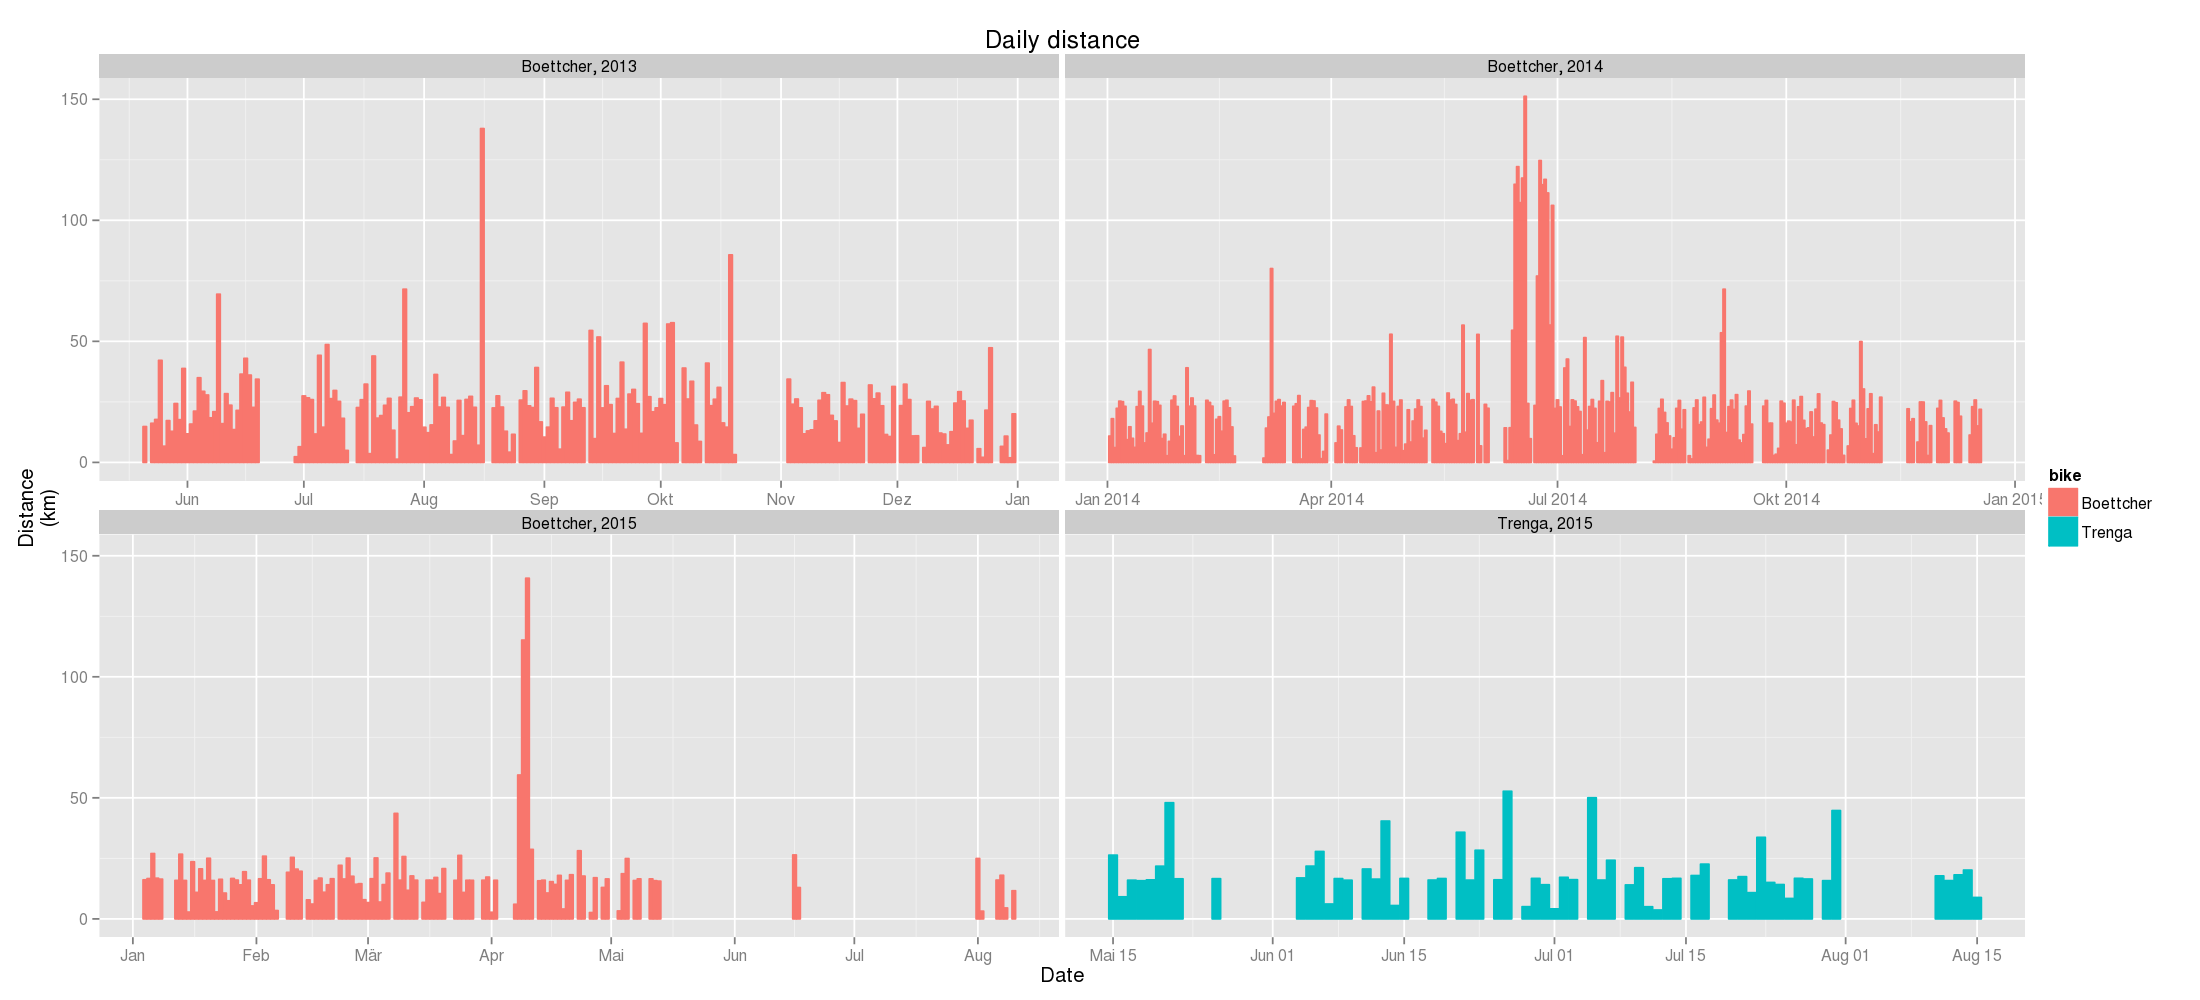 Daily distance
Boettcher, 2013
Boettcher, 2014
150
100
50
0
Jun Jul Aug Sep Okt Nov Dez Jan
Jan 2014 Apr 2014 Jul 2014 Okt 2014 Jan 201
Boettcher, 2015
Trenga, 2015
150
100
50
0
Jan Feb Mär Apr Mai Jun Jul Aug
Mai 15 Jun 01 Jun 15 Jul 01 Jul 15 Aug 01 Aug 15
Distance
(km)
Date
bike
Boettcher
Trenga